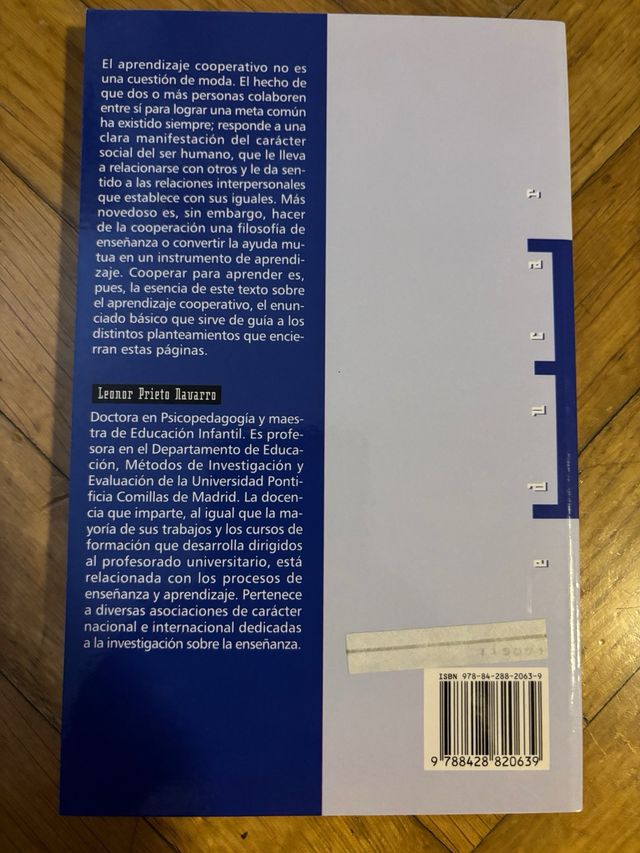 El aprendizaje cooperativo no es
una cuestión de moda. El hecho de
que dos o más personas colaboren
entre sí para lograr una meta común
ha existido siempre; responde a una
clara manifestación del carácter
social del ser humano, que le lleva
a relacionarse con otros y le da sen-
tido a las relaciones interpersonales
que establece con sus iguales. Más
novedoso es, sin embargo, hacer
de la cooperación una filosofía de
enseñanza o convertir la ayuda mu-
tua en un instrumento de aprendi-
zaje. Cooperar para aprender es,
pues, la esencia de este texto sobre
el aprendizaje cooperativo, el enun-
ciado básico que sirve de guía a los
distintos planteamientos que encie-
rran estas páginas.
Leonor Prieto Navarro
Doctora en Psicopedagogía y maes-
tra de Educación Infantil. Es profe-
sora en el Departamento de Educa-
ción, Métodos de Investigación y
Evaluación de la Universidad Ponti-
ficia Comillas de Madrid. La docen-
cia que imparte, al igual que la ma-
yoría de sus trabajos y los cursos de
formación que desarrolla dirigidos
al profesorado universitario, está
relacionada con los procesos de
enseñanza y aprendizaje. Pertenece
a diversas asociaciones de carácter
nacional e internacional dedicadas
a la investigación sobre la enseñanza.
e d u c a r
ISBN 978-84-288-2063-9
9 788428 820639